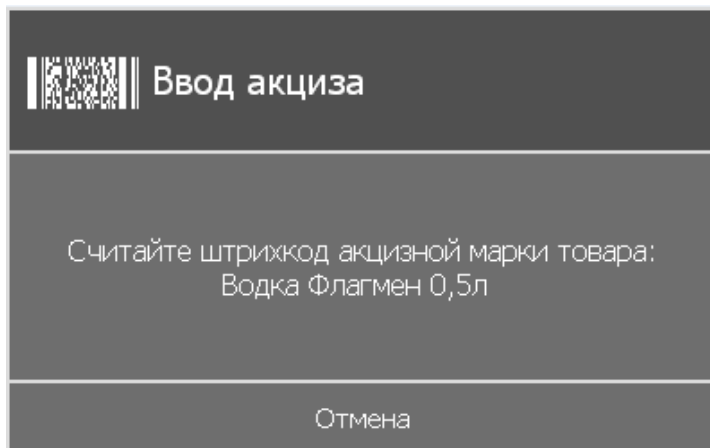 Ввод акциза
Считайте штрихкод акцизной марки товара:
Водка Флагмен 0,5л
Отмена